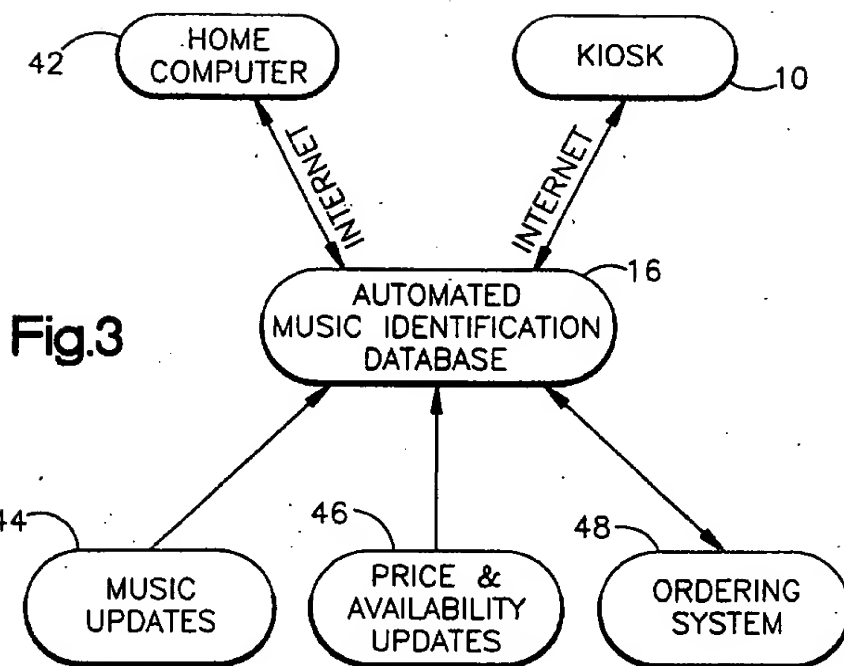 42
HOME
COMPUTER
KIOSK
10
INTERNET
INTERNET
16
AUTOMATED
MUSIC IDENTIFICATION
DATABASE
Fig.3
44
MUSIC
UPDATES
46
PRICE &
AVAILABILITY
UPDATES
48
ORDERING
SYSTEM